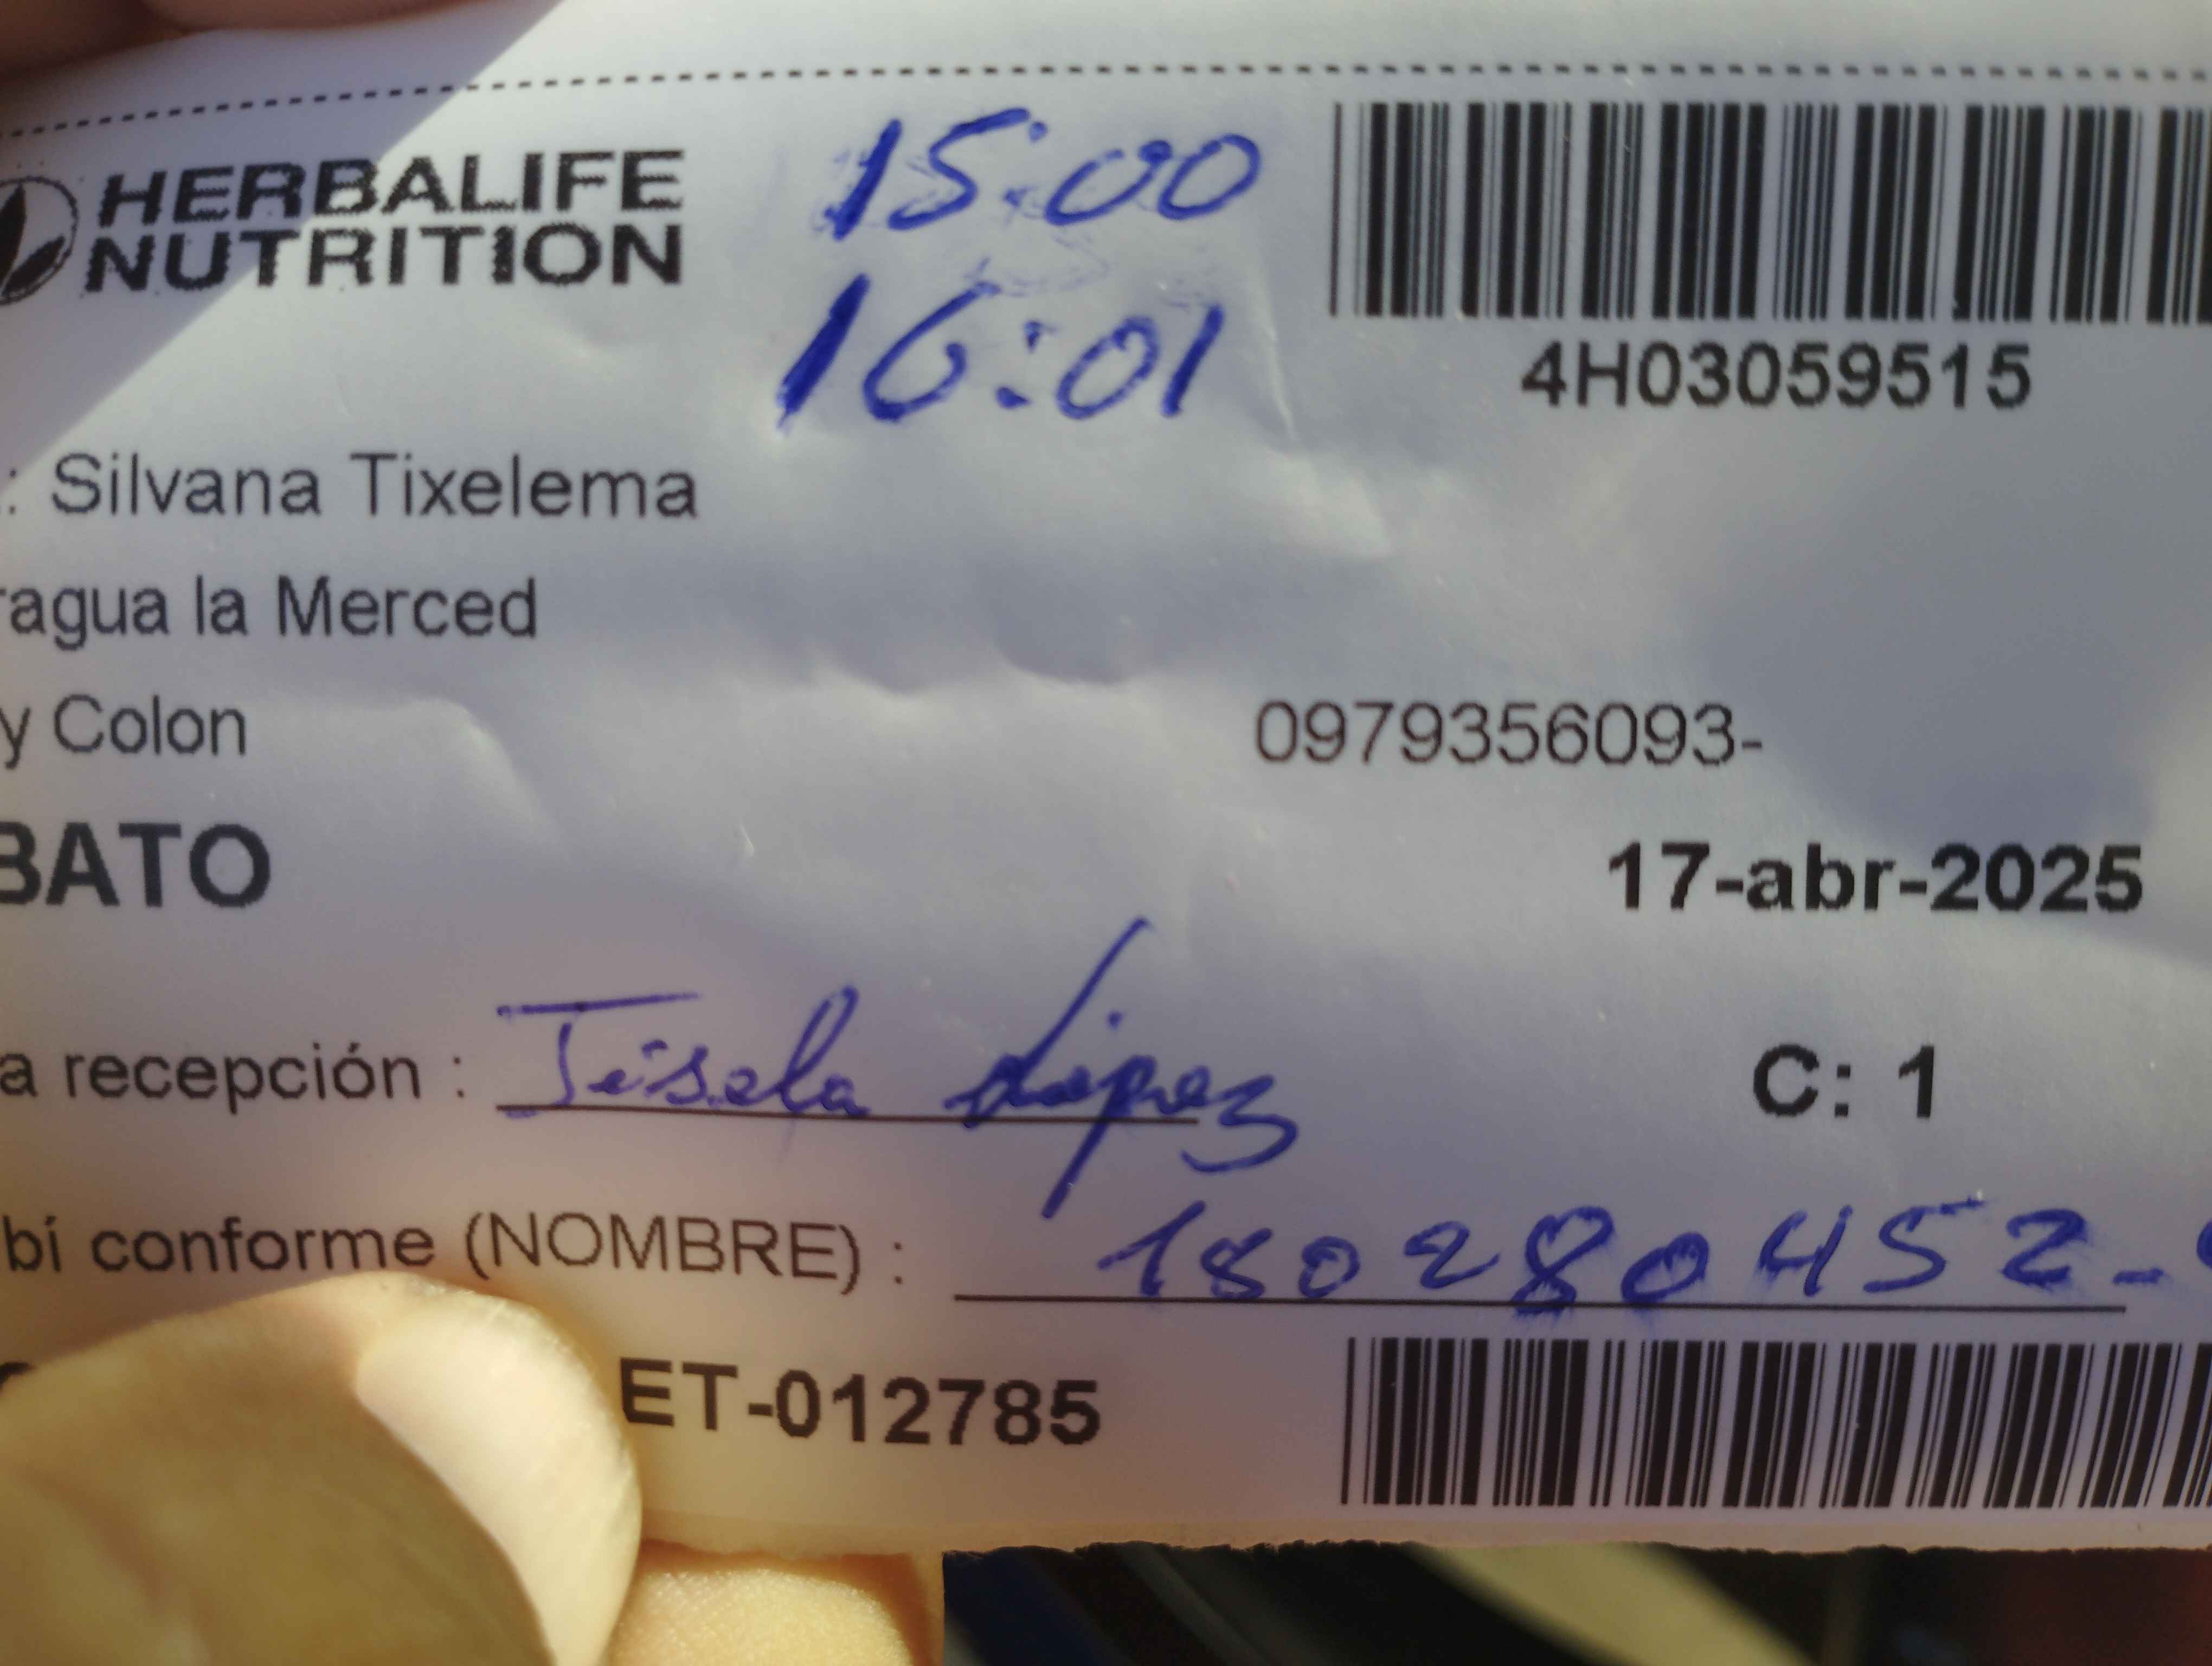 HERBALIFE
NUTRITION
15:00
16:01
4H03059515
.: Silvana Tixelema
ragua la Merced
y Colon
0979356093-
BATO
17-abr-2025
a recepción : López
C: 1
bí conforme (NOMBRE) : 180280452-
ET-012785